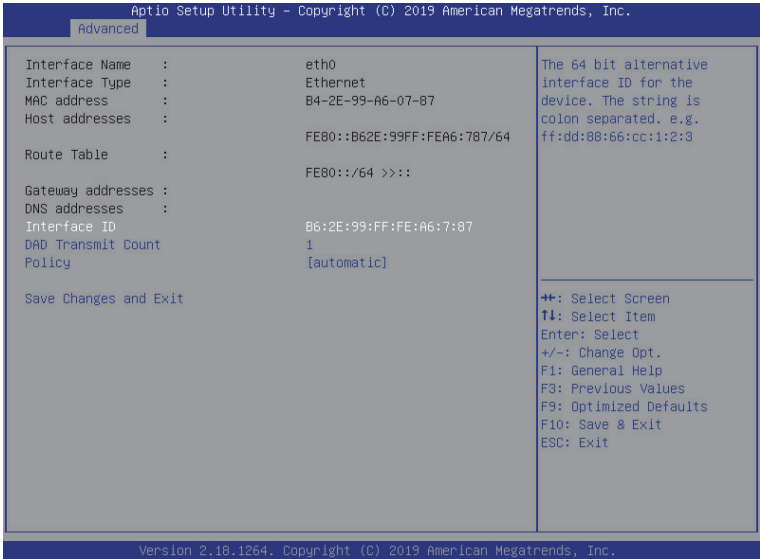 Aptio Setup Utility – Copyright (C) 2019 American Megatrends, Inc.
Advanced
Interface Name : eth0
Interface Type : Ethernet
MAC address : B4-2E-99-A6-07-87
Host addresses :
FE80::B62E:99FF:FEA6:787/64
Route Table :
FE80::/64 >>::
Gateway addresses :
DNS addresses :
Interface ID B6:2E:99:FF:FE:A6:7:87
DAD Transmit Count 1
Policy [automatic]
Save Changes and Exit
The 64 bit alternative
interface ID for the
device. The string is
colon separated. e.g.
ff:dd:88:66:cc:1:2:3
→←: Select Screen
↑↓: Select Item
Enter: Select
+/-: Change Opt.
F1: General Help
F3: Previous Values
F9: Optimized Defaults
F10: Save & Exit
ESC: Exit
Version 2.18.1264. Copyright (C) 2019 American Megatrends, Inc.